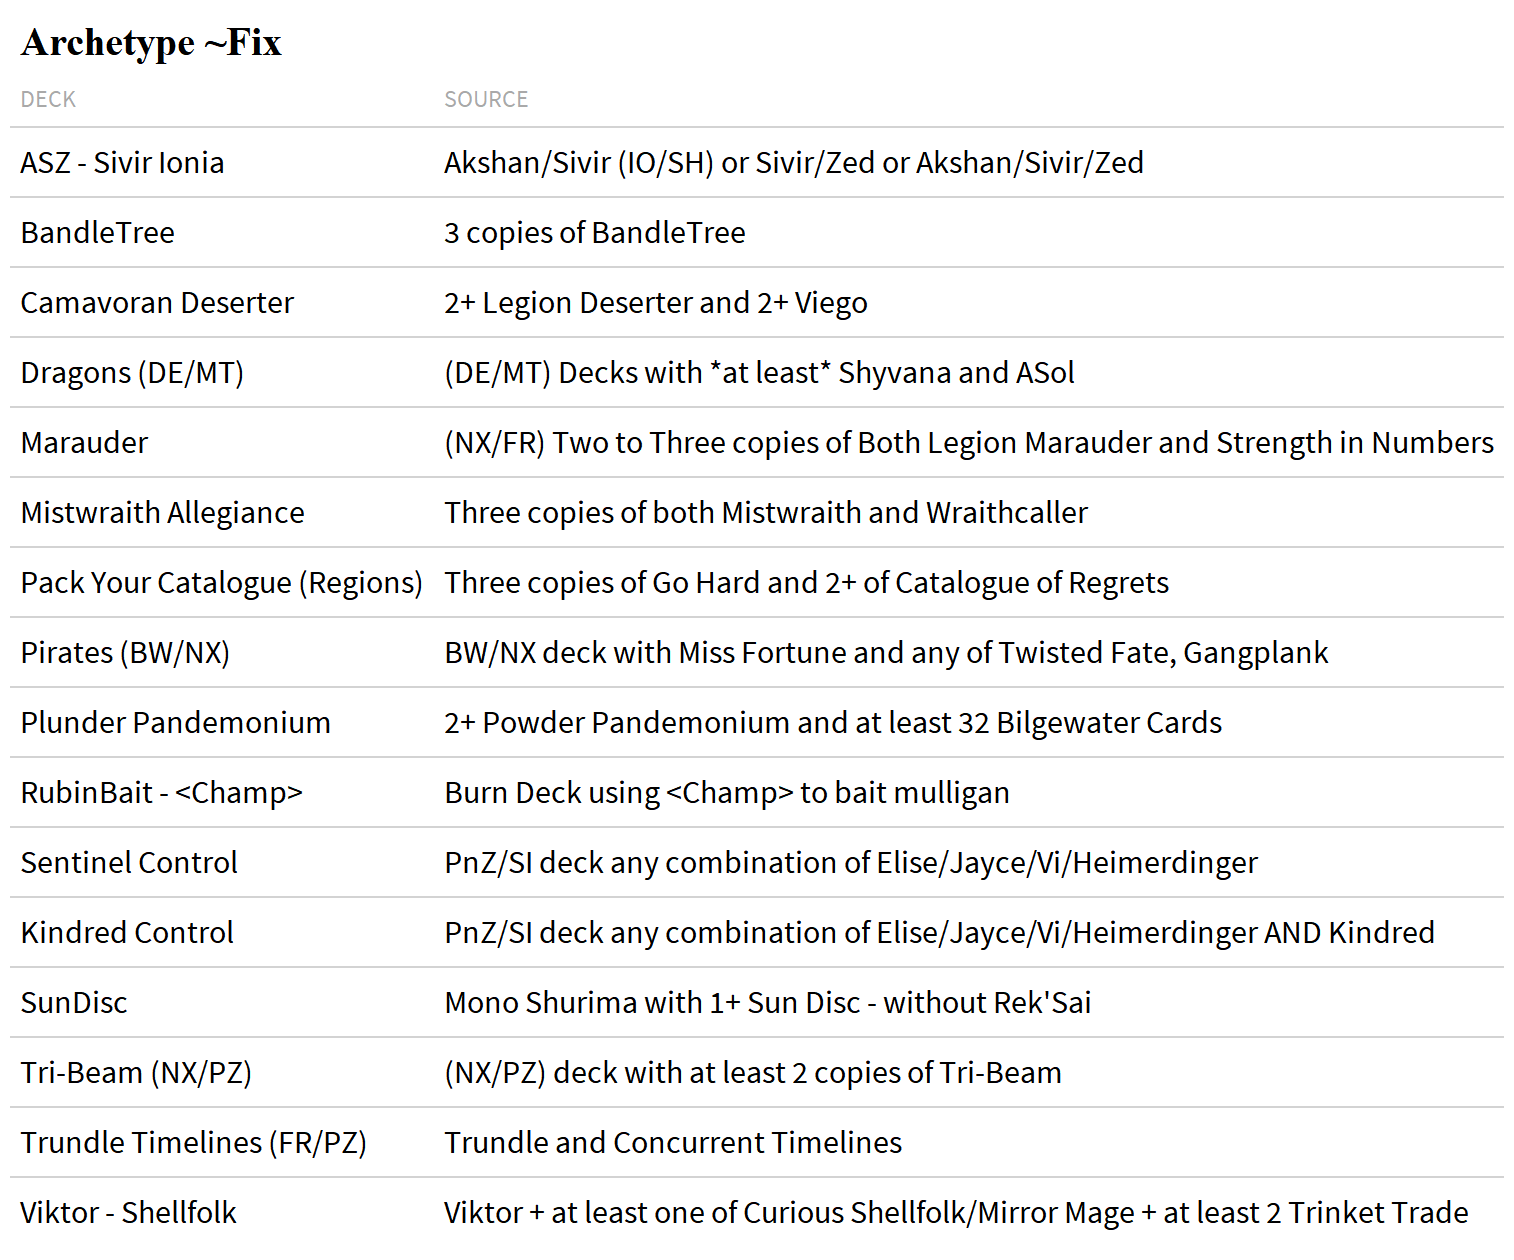 Archetype ~Fix
DECK SOURCE
ASZ - Sivir Ionia Akshan/Sivir (IO/SH) or Sivir/Zed or Akshan/Sivir/Zed
BandleTree 3 copies of BandleTree
Camavoran Deserter 2+ Legion Deserter and 2+ Viego
Dragons (DE/MT) (DE/MT) Decks with *at least* Shyvana and ASol
Marauder (NX/FR) Two to Three copies of Both Legion Marauder and Strength in Numbers
Mistwraith Allegiance Three copies of both Mistwraith and Wraithcaller
Pack Your Catalogue (Regions) Three copies of Go Hard and 2+ of Catalogue of Regrets
Pirates (BW/NX) BW/NX deck with Miss Fortune and any of Twisted Fate, Gangplank
Plunder Pandemonium 2+ Powder Pandemonium and at least 32 Bilgewater Cards
RubinBait - <Champ> Burn Deck using <Champ> to bait mulligan
Sentinel Control PnZ/SI deck any combination of Elise/Jayce/Vi/Heimerdinger
Kindred Control PnZ/SI deck any combination of Elise/Jayce/Vi/Heimerdinger AND Kindred
SunDisc Mono Shurima with 1+ Sun Disc - without Rek'Sai
Tri-Beam (NX/PZ) (NX/PZ) deck with at least 2 copies of Tri-Beam
Trundle Timelines (FR/PZ) Trundle and Concurrent Timelines
Viktor - Shellfolk Viktor + at least one of Curious Shellfolk/Mirror Mage + at least 2 Trinket Trade